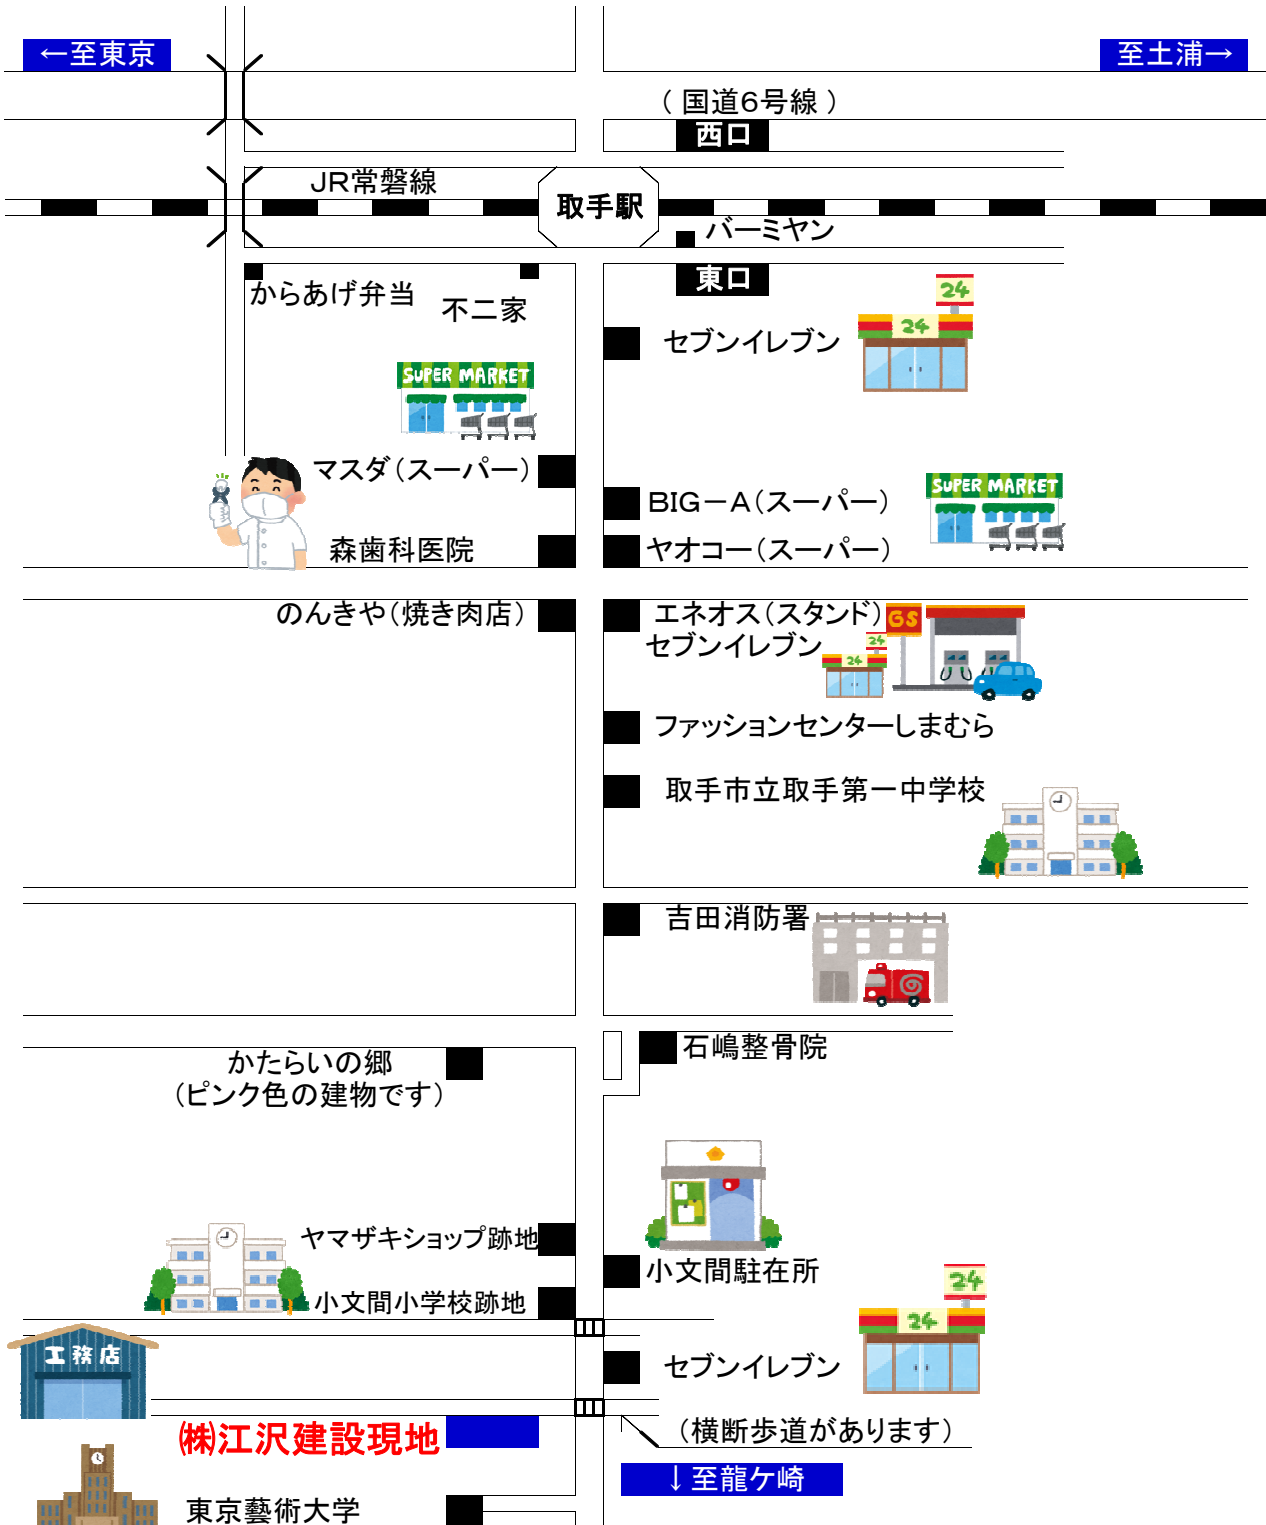 ←至東京
至土浦→
（ 国道6号線 ）
西口
JR常磐線
取手駅
バーミヤン
東口
からあげ弁当
不二家
24
24
セブンイレブン
SUPER MARKET
マスダ（スーパー）
SUPER MARKET
BIG－A（スーパー）
森歯科医院
ヤオコー（スーパー）
のんきや（焼き肉店）
エネオス（スタンド）
GS
セブンイレブン
24
24
ファッションセンターしまむら
取手市立取手第一中学校
吉田消防署
石嶋整骨院
かたらいの郷
（ピンク色の建物です）
ヤマザキショップ跡地
小文間駐在所
小文間小学校跡地
24
24
工務店
セブンイレブン
㈱江沢建設現地
（横断歩道があります）
↓至龍ケ崎
東京藝術大学